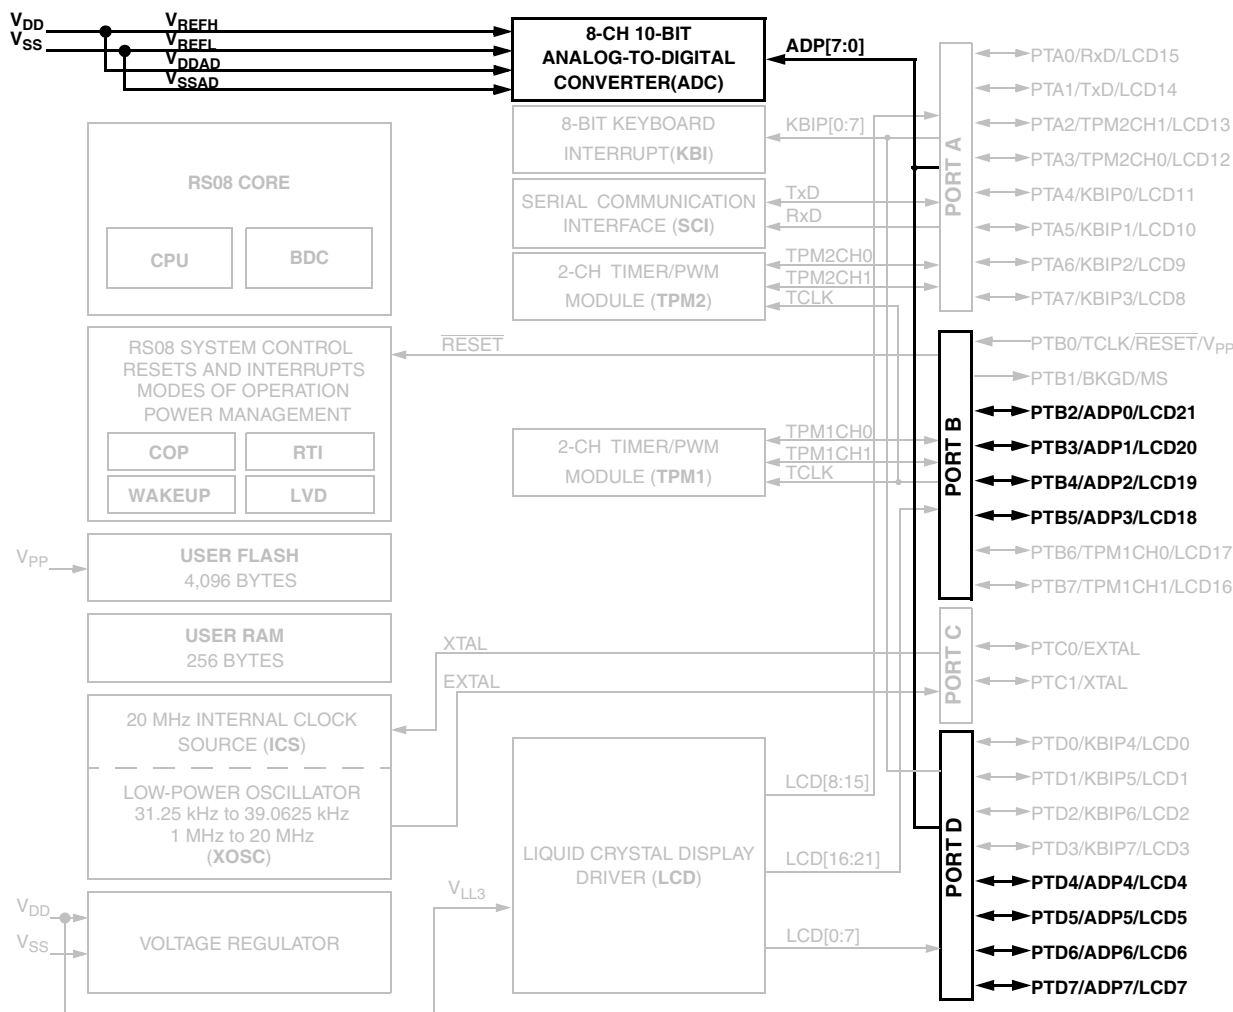 VDD
VSS
VREFH
VREFL
VDDAD
VSSAD
8-CH 10-BIT
ANALOG-TO-DIGITAL
CONVERTER(ADC)
ADP[7:0]
8-BIT KEYBOARD
INTERRUPT(KBI)
KBIP[0:7]
SERIAL COMMUNICATION
INTERFACE (SCI)
TxD
RxD
2-CH TIMER/PWM
MODULE (TPM2)
TPM2CH0
TPM2CH1
TCLK
PORT A
PTA0/RxD/LCD15
PTA1/TxD/LCD14
PTA2/TPM2CH1/LCD13
PTA3/TPM2CH0/LCD12
PTA4/KBIP0/LCD11
PTA5/KBIP1/LCD10
PTA6/KBIP2/LCD9
PTA7/KBIP3/LCD8
RS08 CORE
CPU
BDC
RS08 SYSTEM CONTROL
RESETS AND INTERRUPTS
MODES OF OPERATION
POWER MANAGEMENT
COP
RTI
WAKEUP
LVD
RESET
2-CH TIMER/PWM
MODULE (TPM1)
TPM1CH0
TPM1CH1
TCLK
PORT B
PTB0/TCLK/RESET/VPP
PTB1/BKGD/MS
PTB2/ADP0/LCD21
PTB3/ADP1/LCD20
PTB4/ADP2/LCD19
PTB5/ADP3/LCD18
PTB6/TPM1CH0/LCD17
PTB7/TPM1CH1/LCD16
VPP
USER FLASH
4,096 BYTES
USER RAM
256 BYTES
XTAL
EXTAL
PORT C
PTC0/EXTAL
PTC1/XTAL
20 MHz INTERNAL CLOCK
SOURCE (ICS)
LOW-POWER OSCILLATOR
31.25 kHz to 39.0625 kHz
1 MHz to 20 MHz
(XOSC)
VDD
VSS
VOLTAGE REGULATOR
VLL3
LIQUID CRYSTAL DISPLAY
DRIVER (LCD)
LCD[8:15]
LCD[16:21]
LCD[0:7]
PORT D
PTD0/KBIP4/LCD0
PTD1/KBIP5/LCD1
PTD2/KBIP6/LCD2
PTD3/KBIP7/LCD3
PTD4/ADP4/LCD4
PTD5/ADP5/LCD5
PTD6/ADP6/LCD6
PTD7/ADP7/LCD7